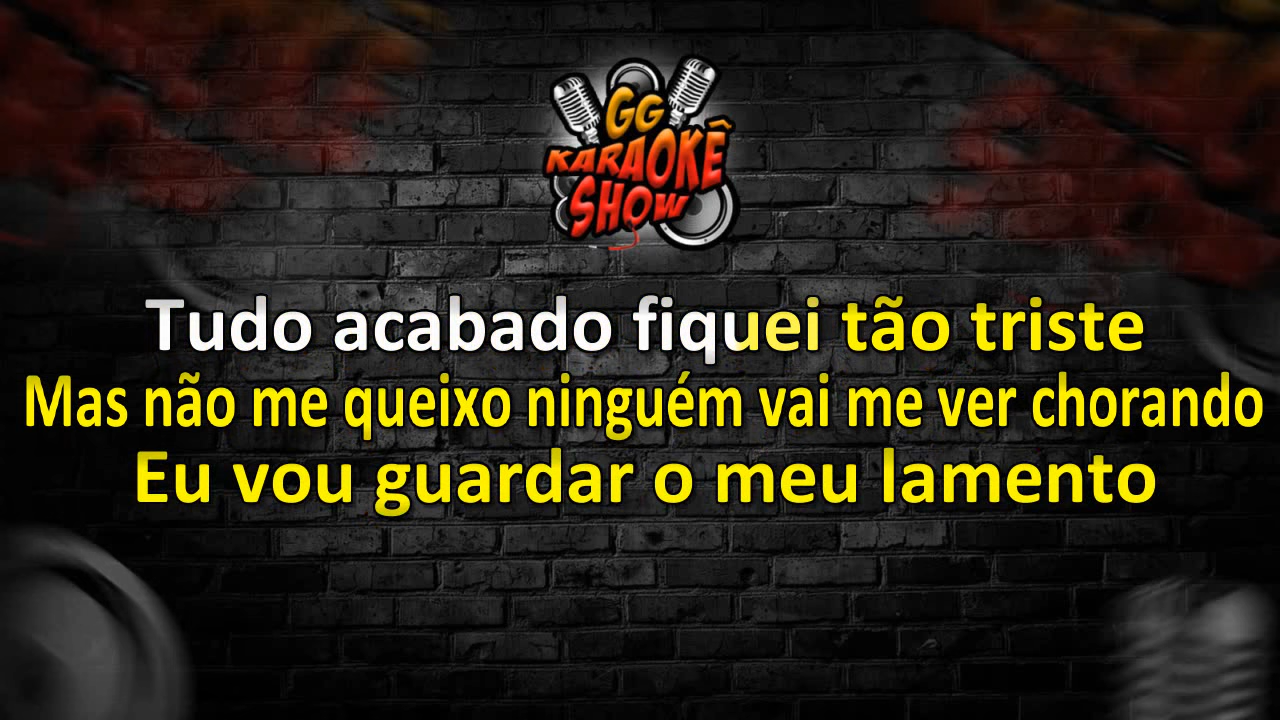 GG
KARAOKÊ
SHOW
Tudo acabado fiquei tão triste
Mas não me queixo ninguém vai me ver chorando
Eu vou guardar o meu lamento